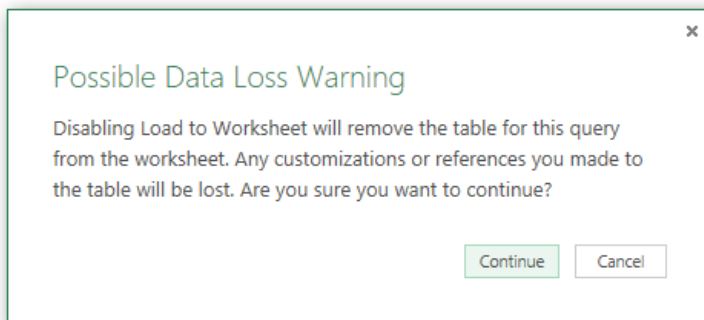 Possible Data Loss Warning
Disabling Load to Worksheet will remove the table for this query
from the worksheet. Any customizations or references you made to
the table will be lost. Are you sure you want to continue?
Continue Cancel